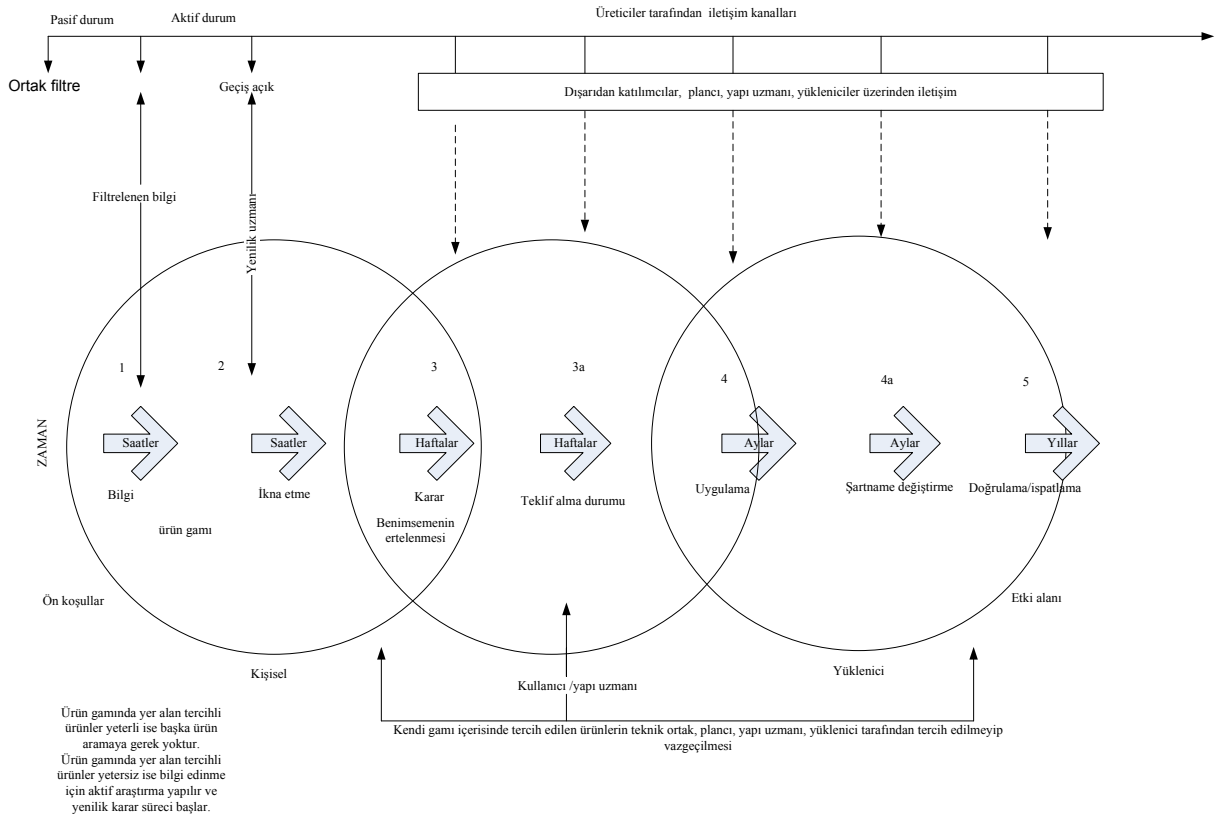 Pasif durum
Aktif durum
Üreticiler tarafından iletişim kanalları
Ortak filtre
Geçiş açık
Dışarıdan katılımcılar, plancı, yapı uzmanı, yükleniciler üzerinden iletişim
Filtrelenen bilgi
Yenilik uzmanı
1
2
3
3a
4
4a
5
ZAMAN
Saatler
Saatler
Haftalar
Haftalar
Aylar
Aylar
Yıllar
Bilgi
İkna etme
Karar
Teklif alma durumu
Uygulama
Şartname değiştirme
Doğrulama/ispatlama
ürün gamı
Benimsemenin
ertelenmesi
Ön koşullar
Etki alanı
Kişisel
Yüklenici
Kullanıcı /yapı uzmanı
Ürün gamında yer alan tercihli
ürünler yeterli ise başka ürün
aramaya gerek yoktur.
Ürün gamında yer alan tercihli
ürünler yetersiz ise bilgi edinme
için aktif araştırma yapılır ve
yenilik karar süreci başlar.
Kendi gamı içerisinde tercih edilen ürünlerin teknik ortak, plancı, yapı uzmanı, yüklenici tarafından tercih edilmeyip
vazgeçilmesi